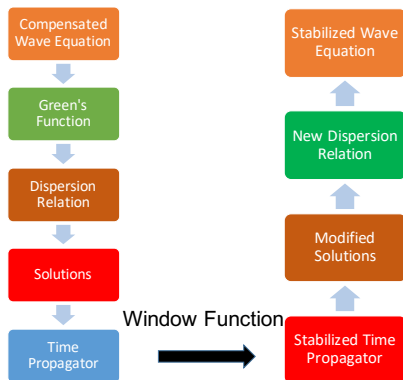 Compensated
Wave Equation
Green's
Function
Dispersion
Relation
Solutions
Time
Propagator
Window Function
Stabilized Wave
Equation
New Dispersion
Relation
Modified
Solutions
Stabilized Time
Propagator